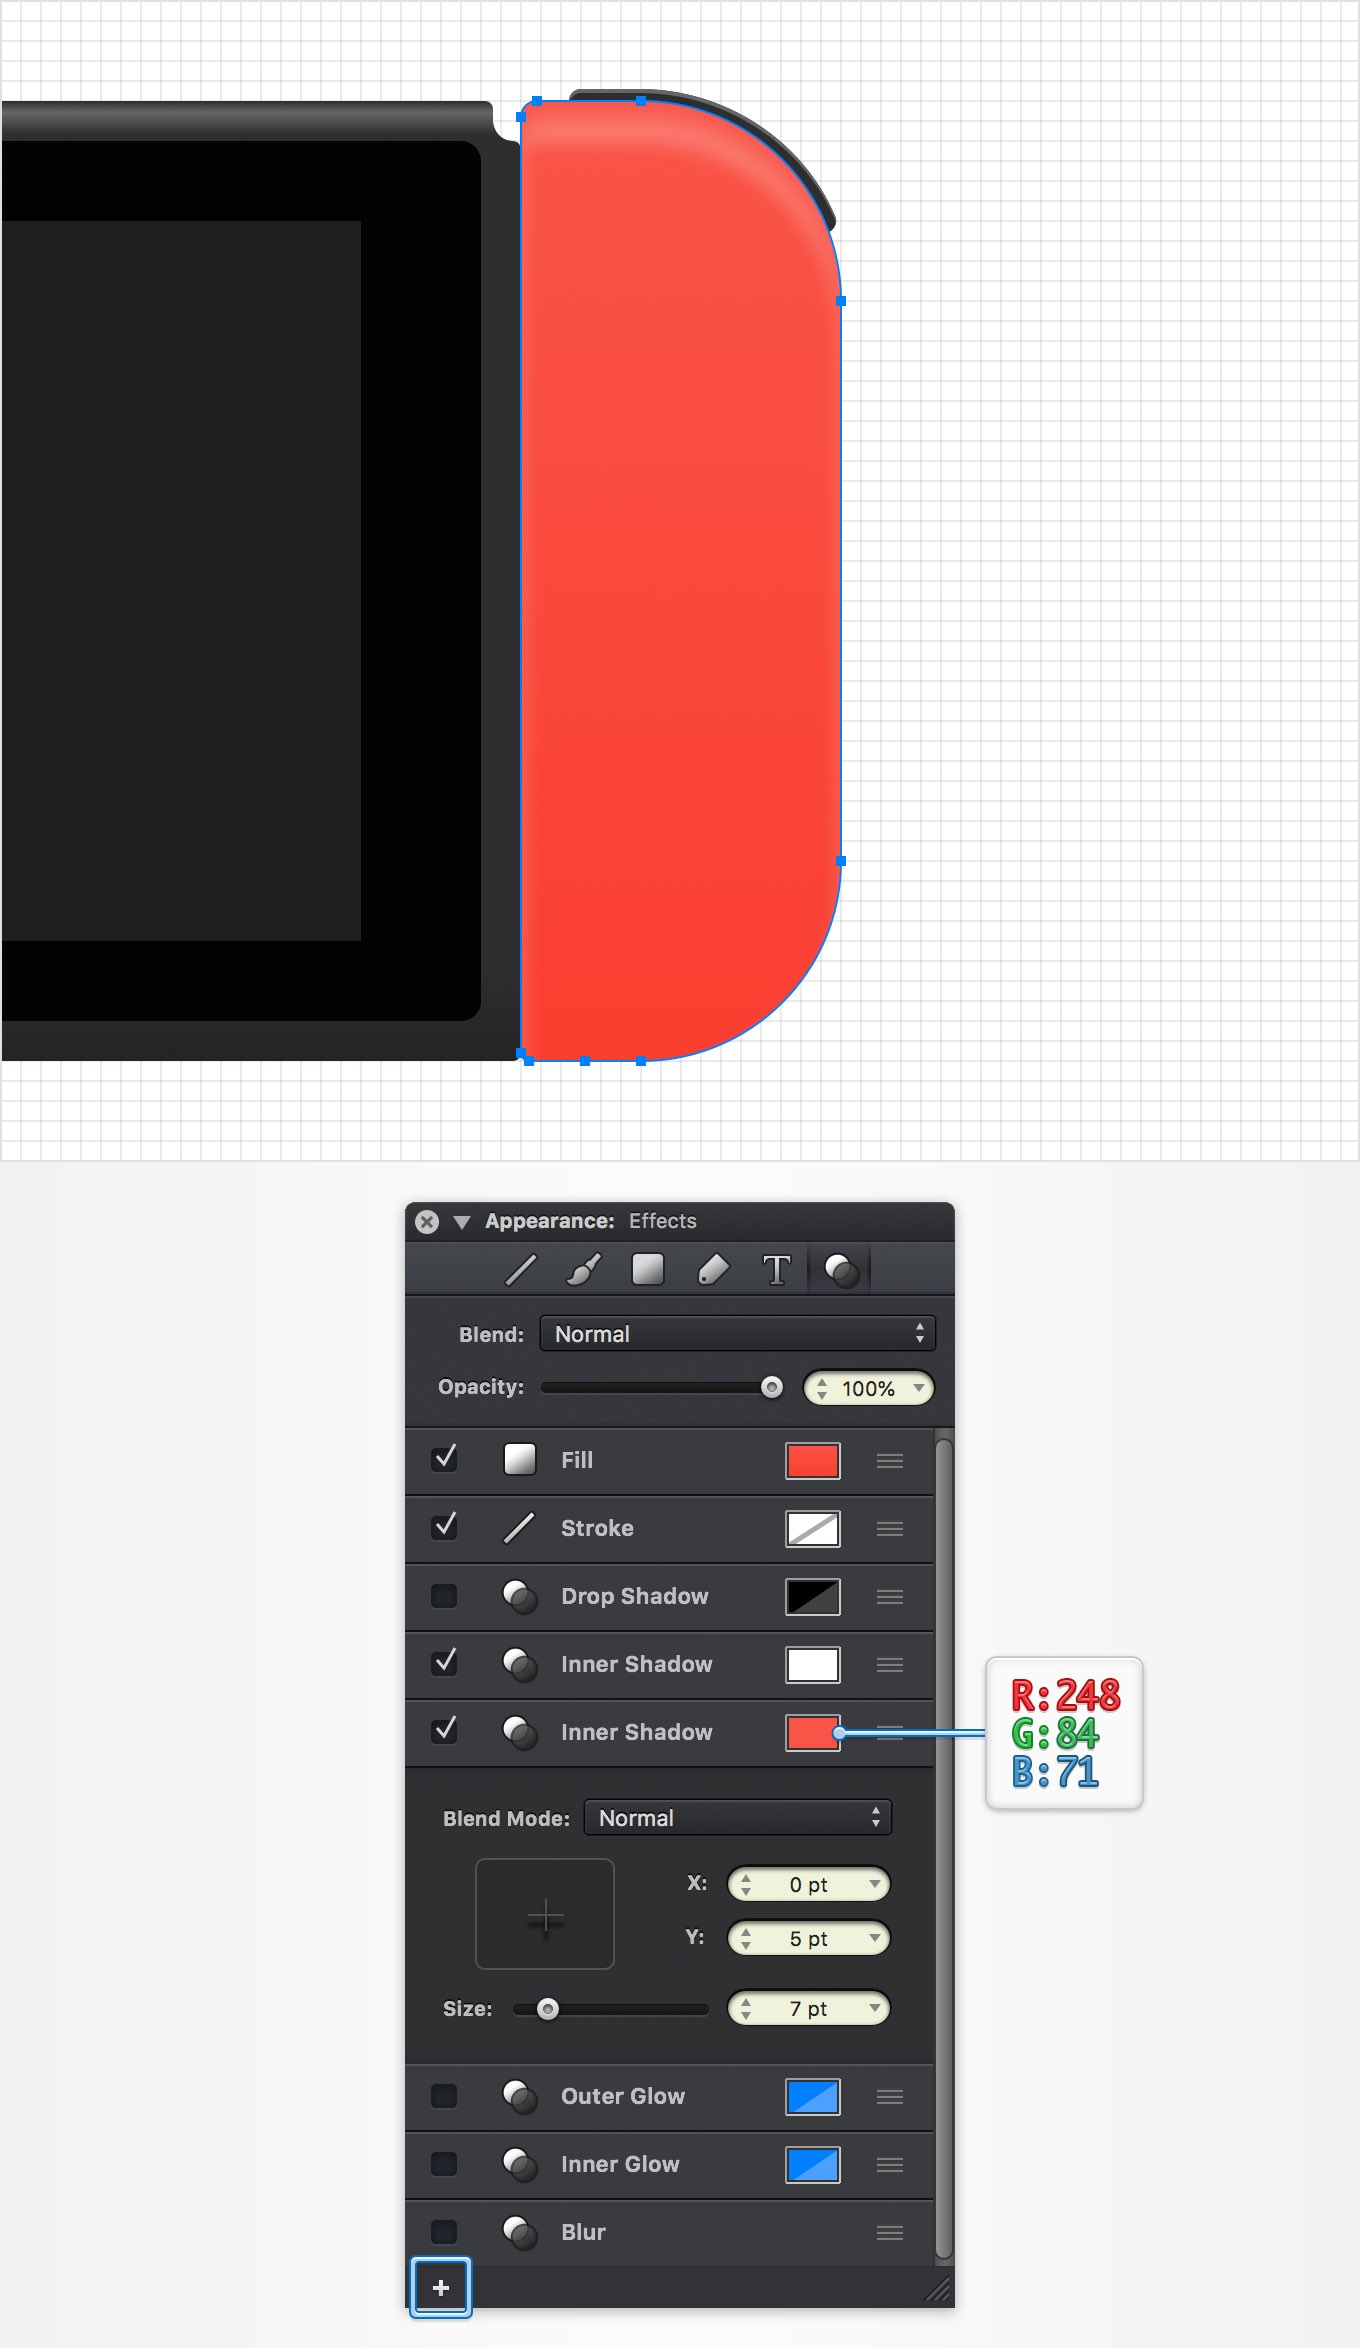 Appearance: Effects
T
Blend: Normal
Opacity: 100%
Fill
Stroke
Drop Shadow
Inner Shadow
Inner Shadow
R:248
G:84
B:71
Blend Mode: Normal
X: 0 pt
Y: 5 pt
Size: 7 pt
Outer Glow
Inner Glow
Blur
+